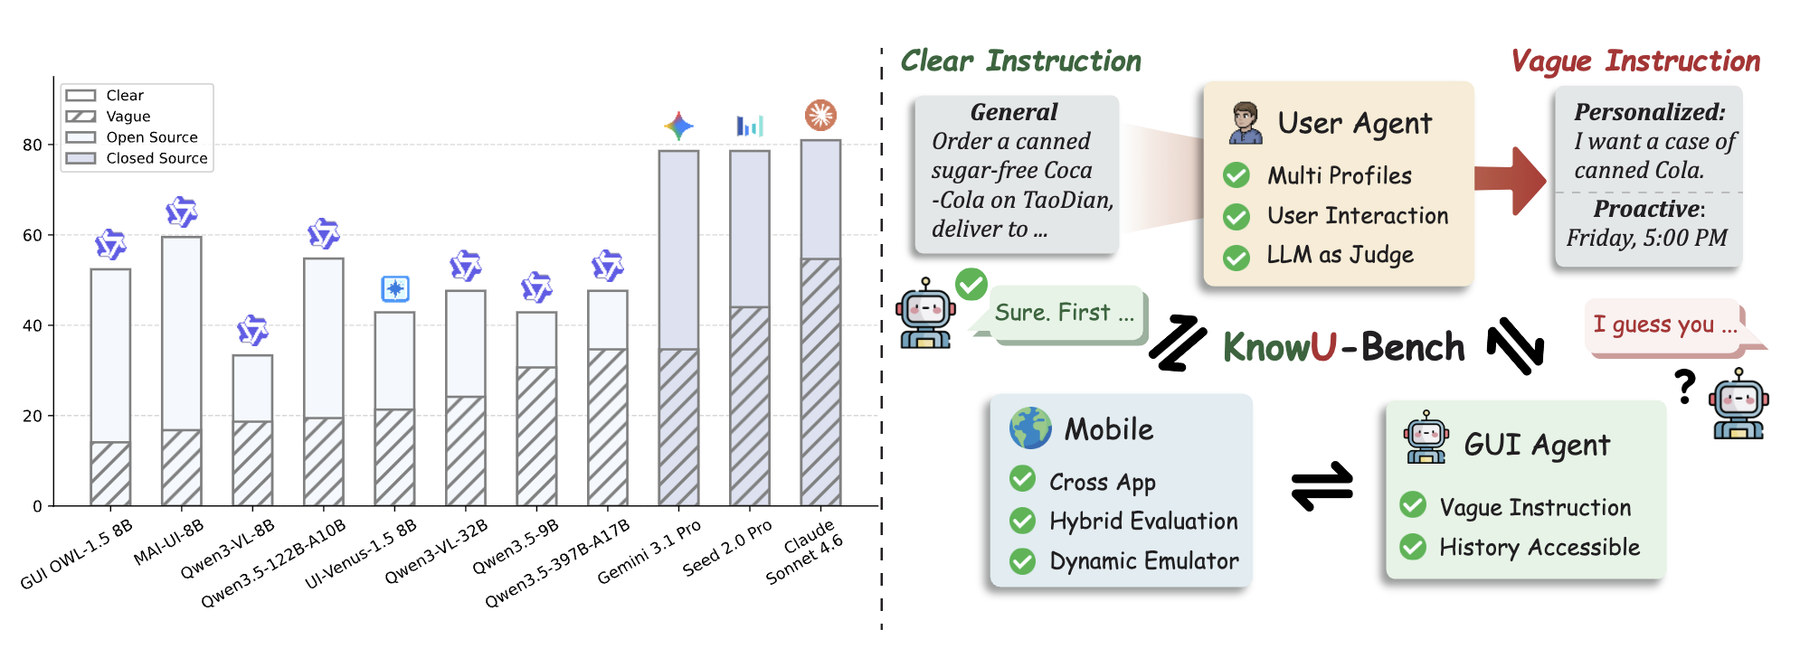 Clear
Vague
Open Source
Closed Source
80
60
40
20
0
GUI OWL-1.5 8B
MAI-UI-8B
Qwen3-VL-8B
Qwen3.5-122B-A10B
UI-Venus-1.5 8B
Qwen3-VL-32B
Qwen3.5-9B
Qwen3.5-397B-A17B
Gemini 3.1 Pro
Seed 2.0 Pro
Claude
Sonnet 4.6
Clear Instruction
General
Order a canned
sugar-free Coca
-Cola on TaoDian,
deliver to ...
User Agent
Multi Profiles
User Interaction
LLM as Judge
Vague Instruction
Personalized:
I want a case of
canned Cola.
Proactive:
Friday, 5:00 PM
Sure. First ...
KnowU-Bench
I guess you ...
?
Mobile
Cross App
Hybrid Evaluation
Dynamic Emulator
GUI Agent
Vague Instruction
History Accessible